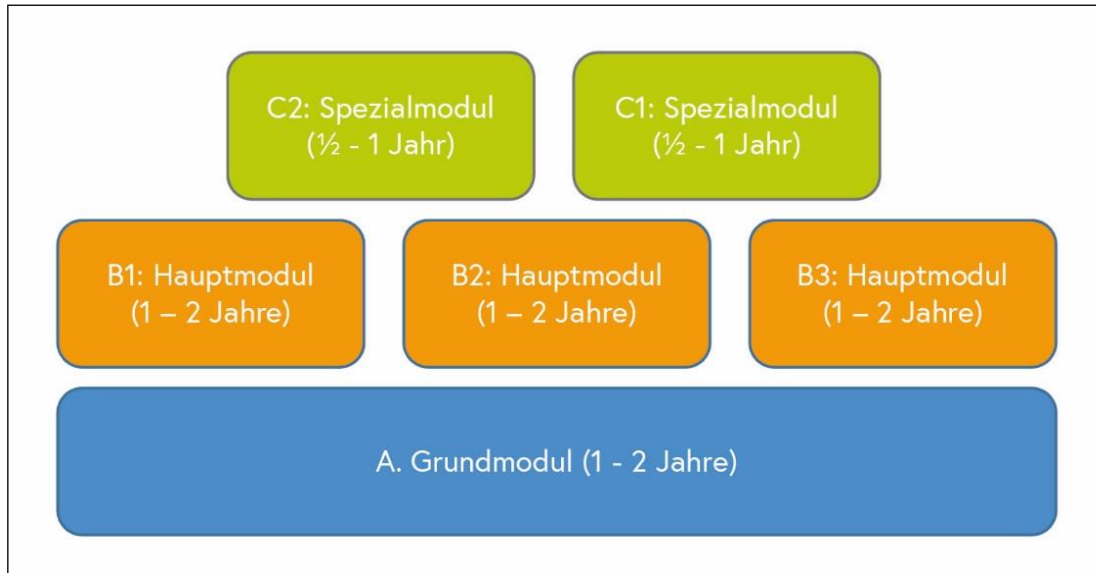 C2: Spezialmodul
(½ - 1 Jahr)
C1: Spezialmodul
(½ - 1 Jahr)
B1: Hauptmodul
(1 – 2 Jahre)
B2: Hauptmodul
(1 – 2 Jahre)
B3: Hauptmodul
(1 – 2 Jahre)
A. Grundmodul (1 - 2 Jahre)